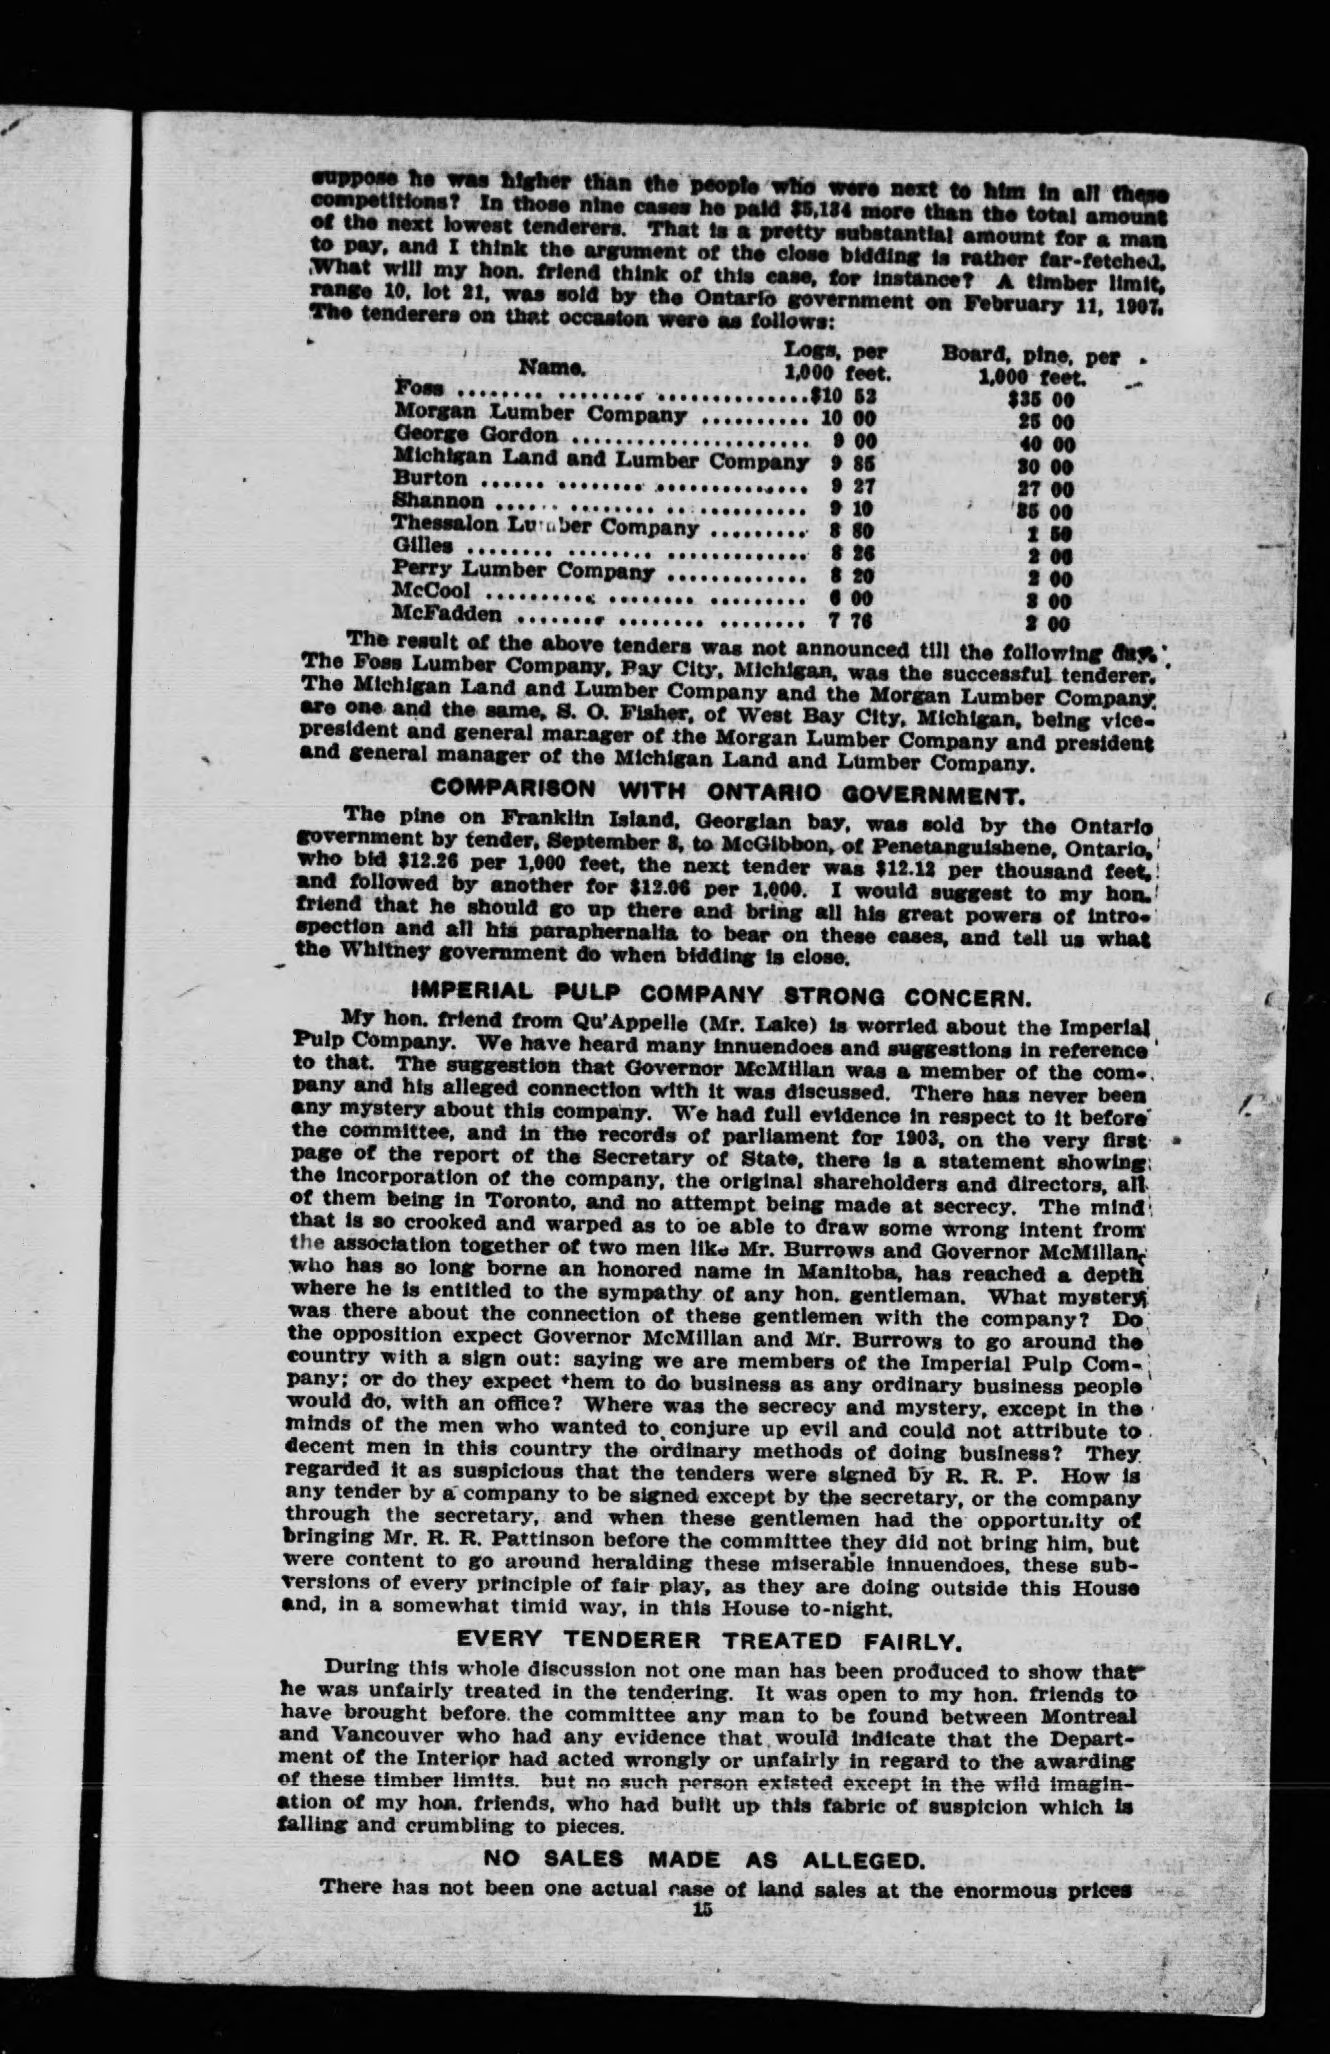 suppose he was higher than the people who were next to him in all these
competitions? In those nine cases he paid $5,184 more than the total amount
of the next lowest tenderers. That is a pretty substantial amount for a man
to pay, and I think the argument of the close bidding is rather far-fetched.
What will my hon. friend think of this case, for instance? A timber limit,
range 10, lot 21, was sold by the Ontario government on February 11, 1907.
The tenderers on that occasion were as follows:
Logs, per Board, pine, per
Name. 1,000 feet. 1,000 feet.
Foss ........ ........ ..............$10 52 $35 00
Morgan Lumber Company .......... 10 00 25 00
George Gordon ...................... 9 00 40 00
Michigan Land and Lumber Company 9 85 30 00
Burton ...... ........ .............. 9 27 27 00
Shannon ...... ........ .. .......... 9 10 35 00
Thessalon Lumber Company ......... 8 80 1 50
Gilles ........ ........ ............. 8 26 2 00
Perry Lumber Company ............. 8 20 2 00
McCool .......... ........ ......... 6 00 3 00
McFadden ........ ........ ........ 7 76 2 00
The result of the above tenders was not announced till the following day.
The Foss Lumber Company, Bay City, Michigan, was the successful tenderer.
The Michigan Land and Lumber Company and the Morgan Lumber Company
are one and the same, S. O. Fisher, of West Bay City, Michigan, being vice-
president and general manager of the Morgan Lumber Company and president
and general manager of the Michigan Land and Lumber Company.
COMPARISON WITH ONTARIO GOVERNMENT.
The pine on Franklin Island, Georgian bay, was sold by the Ontario
government by tender, September 3, to McGibbon, of Penetanguishene, Ontario,
who bid $12.26 per 1,000 feet, the next tender was $12.12 per thousand feet,
and followed by another for $12.06 per 1,000. I would suggest to my hon.
friend that he should go up there and bring all his great powers of intro-
spection and all his paraphernalia to bear on these cases, and tell us what
the Whitney government do when bidding is close.
IMPERIAL PULP COMPANY STRONG CONCERN.
My hon. friend from Qu'Appelle (Mr. Lake) is worried about the Imperial
Pulp Company. We have heard many innuendoes and suggestions in reference
to that. The suggestion that Governor McMillan was a member of the com-
pany and his alleged connection with it was discussed. There has never been
any mystery about this company. We had full evidence in respect to it before
the committee, and in the records of parliament for 1903, on the very first
page of the report of the Secretary of State, there is a statement showing
the incorporation of the company, the original shareholders and directors, all
of them being in Toronto, and no attempt being made at secrecy. The mind
that is so crooked and warped as to be able to draw some wrong intent from
the association together of two men like Mr. Burrows and Governor McMillan,
who has so long borne an honored name in Manitoba, has reached a depth
where he is entitled to the sympathy of any hon. gentleman. What mystery
was there about the connection of these gentlemen with the company? Do
the opposition expect Governor McMillan and Mr. Burrows to go around the
country with a sign out: saying we are members of the Imperial Pulp Com-
pany; or do they expect them to do business as any ordinary business people
would do, with an office? Where was the secrecy and mystery, except in the
minds of the men who wanted to conjure up evil and could not attribute to
decent men in this country the ordinary methods of doing business? They
regarded it as suspicious that the tenders were signed by R. R. P. How is
any tender by a company to be signed except by the secretary, or the company
through the secretary, and when these gentlemen had the opportunity of
bringing Mr. R. R. Pattinson before the committee they did not bring him, but
were content to go around heralding these miserable innuendoes, these sub-
versions of every principle of fair play, as they are doing outside this House
and, in a somewhat timid way, in this House to-night.
EVERY TENDERER TREATED FAIRLY.
During this whole discussion not one man has been produced to show that
he was unfairly treated in the tendering. It was open to my hon. friends to
have brought before the committee any man to be found between Montreal
and Vancouver who had any evidence that would indicate that the Depart-
ment of the Interior had acted wrongly or unfairly in regard to the awarding
of these timber limits, but no such person existed except in the wild imagin-
ation of my hon. friends, who had built up this fabric of suspicion which is
falling and crumbling to pieces.
NO SALES MADE AS ALLEGED.
There has not been one actual case of land sales at the enormous prices
15